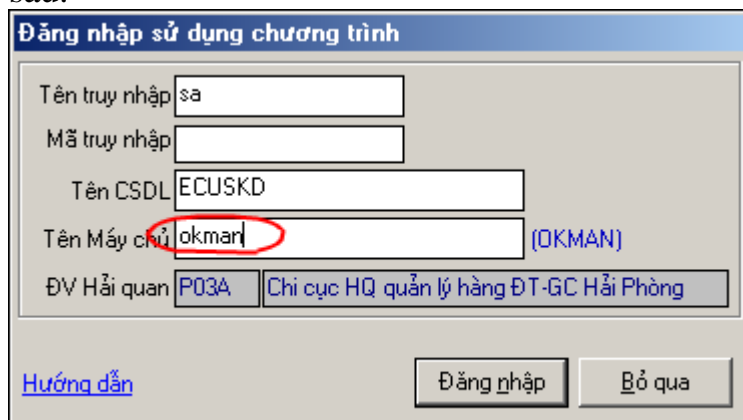 sau:
Đăng nhập sử dụng chương trình
Tên truy nhập sa
Mã truy nhập
Tên CSDL ECUSKD
Tên Máy chủ okman (OKMAN)
ĐV Hải quan P03A Chi cục HQ quản lý hàng ĐT-GC Hải Phòng
Hướng dẫn Đăng nhập Bỏ qua